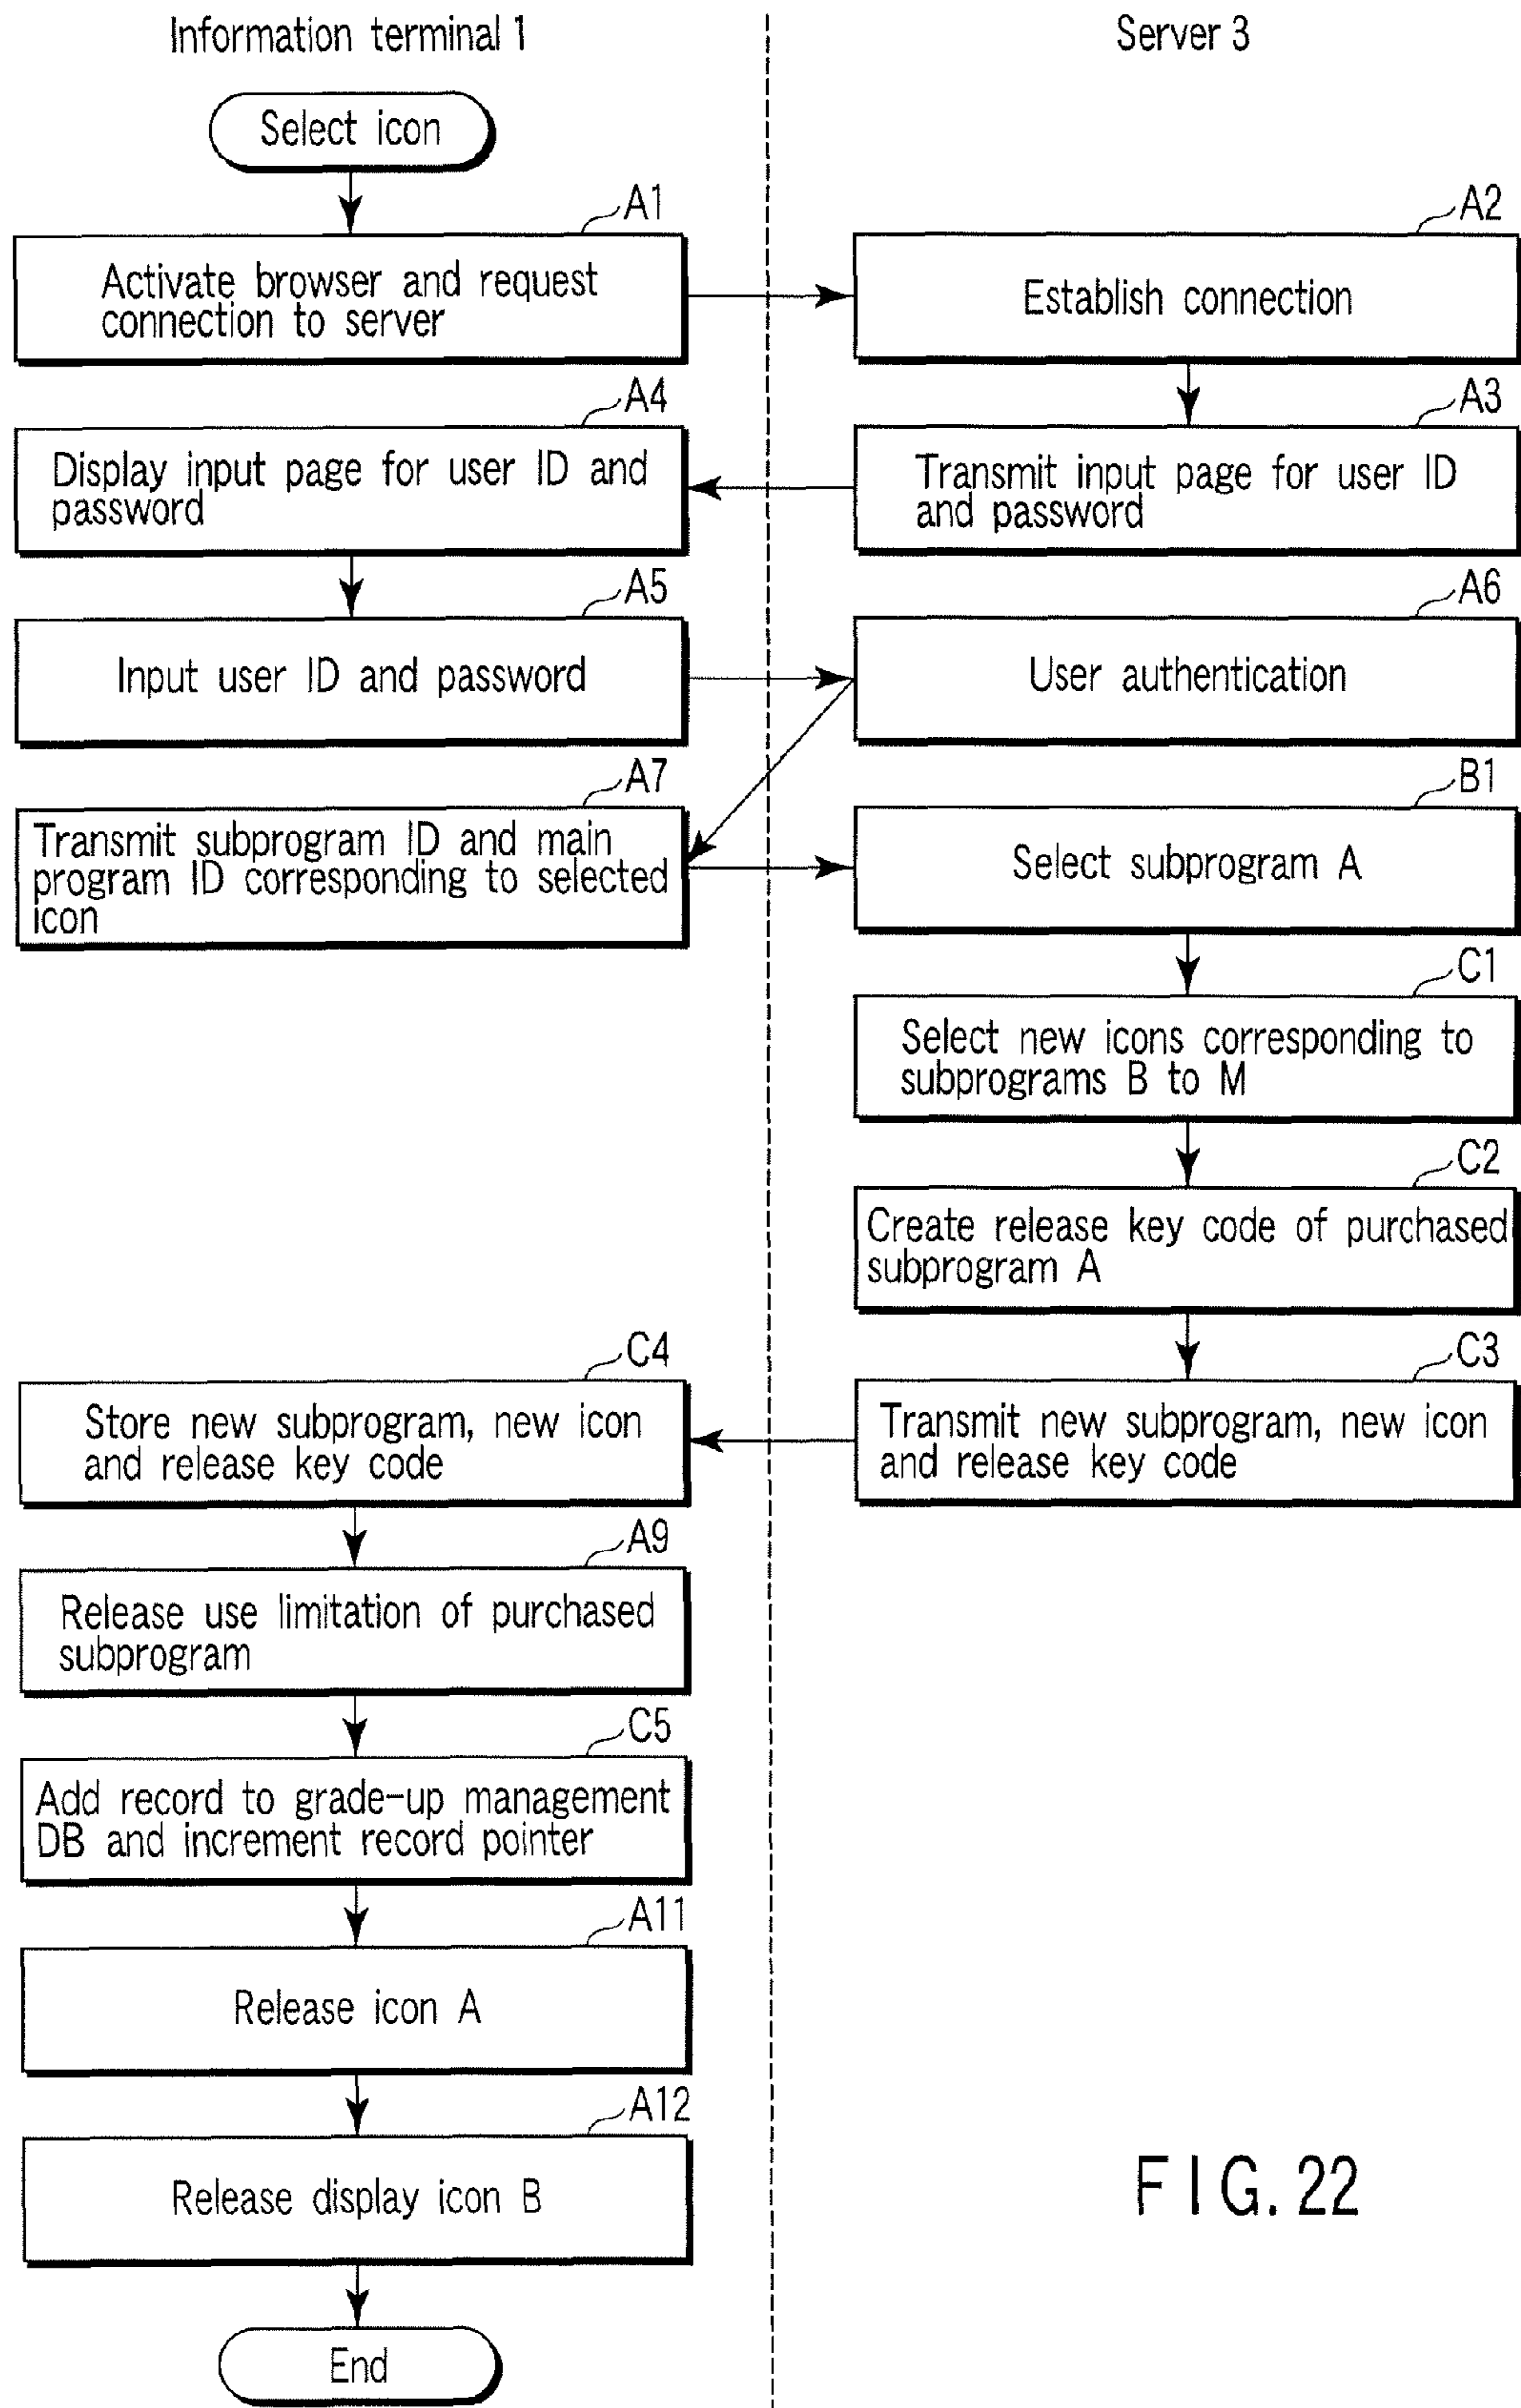 Information terminal 1
Server 3
Select icon
A1
Activate browser and request
connection to server
A2
Establish connection
A4
Display input page for user ID and
password
A3
Transmit input page for user ID
and password
A5
Input user ID and password
A6
User authentication
A7
Transmit subprogram ID and main
program ID corresponding to selected
icon
B1
Select subprogram A
C1
Select new icons corresponding to
subprograms B to M
C2
Create release key code of purchased
subprogram A
C4
Store new subprogram, new icon
and release key code
C3
Transmit new subprogram, new icon
and release key code
A9
Release use limitation of purchased
subprogram
C5
Add record to grade-up management
DB and increment record pointer
A11
Release icon A
A12
Release display icon B
End
FIG. 22